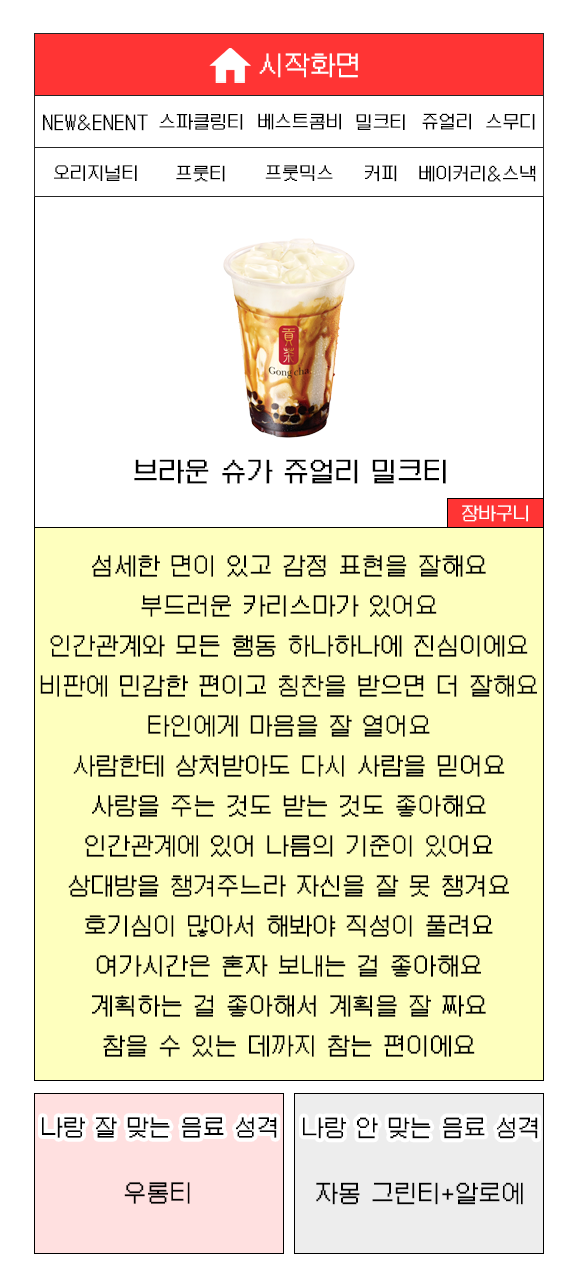 시작화면
NEW&ENENT 스파클링티 베스트콤비 밀크티 쥬얼리 스무디
오리지널티 프룻티 프룻믹스 커피 베이커리&스낵
貢茶
Gong cha
브라운 슈가 쥬얼리 밀크티
장바구니
섬세한 면이 있고 감정 표현을 잘해요
부드러운 카리스마가 있어요
인간관계와 모든 행동 하나하나에 진심이에요
비판에 민감한 편이고 칭찬을 받으면 더 잘해요
타인에게 마음을 잘 열어요
사람한테 상처받아도 다시 사람을 믿어요
사랑을 주는 것도 받는 것도 좋아해요
인간관계에 있어 나름의 기준이 있어요
상대방을 챙겨주느라 자신을 잘 못 챙겨요
호기심이 많아서 해봐야 직성이 풀려요
여가시간은 혼자 보내는 걸 좋아해요
계획하는 걸 좋아해서 계획을 잘 짜요
참을 수 있는 데까지 참는 편이에요
나랑 잘 맞는 음료 성격
우롱티
나랑 안 맞는 음료 성격
자몽 그린티+알로에